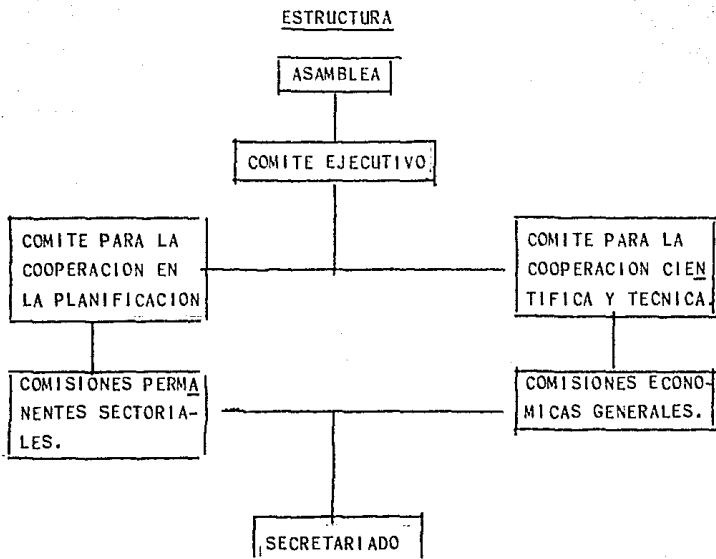 ESTRUCTURA
ASAMBLEA
COMITE EJECUTIVO
COMITE PARA LA
COOPERACION EN
LA PLANIFICACION
COMITE PARA LA
COOPERACION CIEN
TIFICA Y TECNICA.
COMISIONES PERMA
NENTES SECTORIA-
LES.
COMISIONES ECONO-
MICAS GENERALES.
SECRETARIADO